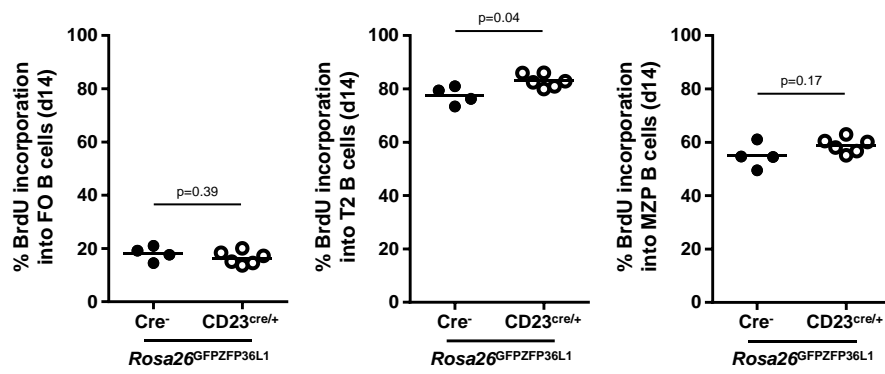 % BrdU incorporation
into FO B cells (d14)
100
80
60
40
20
0
p=0.39
Cre-
CD23cre/+
Rosa26GFPZFP36L1
% BrdU incorporation
into T2 B cells (d14)
100
80
60
40
20
0
p=0.04
Cre-
CD23cre/+
Rosa26GFPZFP36L1
% BrdU incorporation
into MZP B cells (d14)
100
80
60
40
20
0
p=0.17
Cre-
CD23cre/+
Rosa26GFPZFP36L1